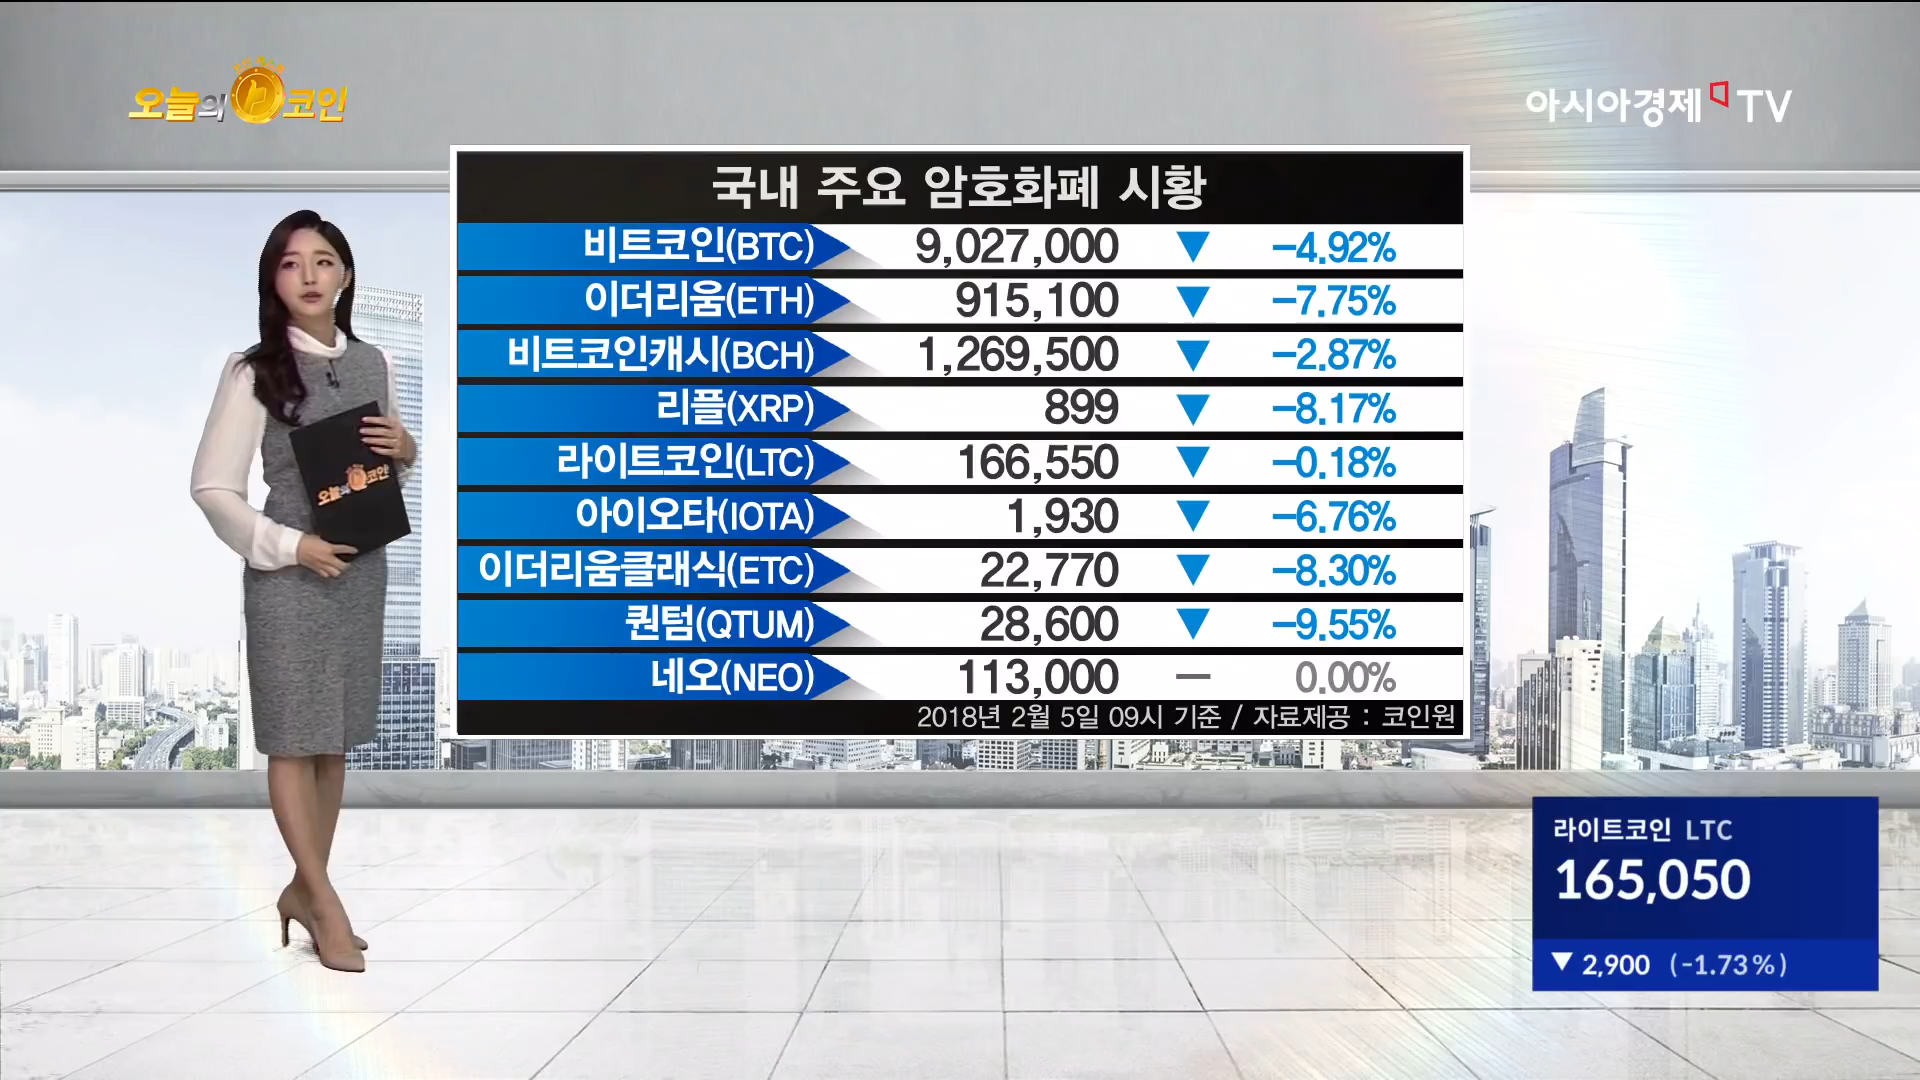 오늘의 코인
아시아경제TV
국내 주요 암호화폐 시황
비트코인(BTC) 9,027,000 ▼ -4.92%
이더리움(ETH) 915,100 ▼ -7.75%
비트코인캐시(BCH) 1,269,500 ▼ -2.87%
리플(XRP) 899 ▼ -8.17%
라이트코인(LTC) 166,550 ▼ -0.18%
아이오타(IOTA) 1,930 ▼ -6.76%
이더리움클래식(ETC) 22,770 ▼ -8.30%
퀀텀(QTUM) 28,600 ▼ -9.55%
네오(NEO) 113,000 — 0.00%
2018년 2월 5일 09시 기준 / 자료제공 : 코인원
오늘의 코인
라이트코인 LTC
165,050
▼ 2,900 (-1.73%)